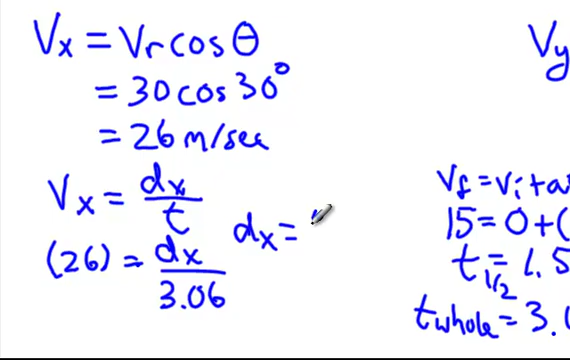 Vx = Vr cos θ
= 30 cos 30°
= 26 m/sec
Vx = dx/t
(26) = dx/3.06
dx =
Vy
Vf = Vi + a
15 = 0 + (
t1/2 = 1.5
twhole = 3.0